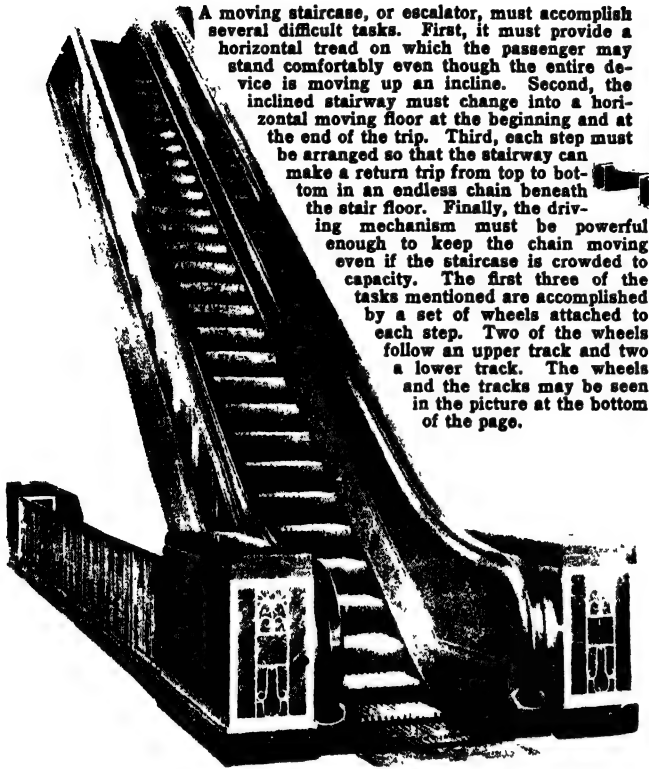 A moving staircase, or escalator, must accomplish
several difficult tasks. First, it must provide a
horizontal tread on which the passenger may
stand comfortably even though the entire de-
vice is moving up an incline. Second, the
inclined stairway must change into a hori-
zontal moving floor at the beginning and at
the end of the trip. Third, each step must
be arranged so that the stairway can
make a return trip from top to bot-
tom in an endless chain beneath
the stair floor. Finally, the driv-
ing mechanism must be powerful
enough to keep the chain moving
even if the staircase is crowded to
capacity. The first three of the
tasks mentioned are accomplished
by a set of wheels attached to
each step. Two of the wheels
follow an upper track and two
a lower track. The wheels
and the tracks may be seen
in the picture at the bottom
of the page.